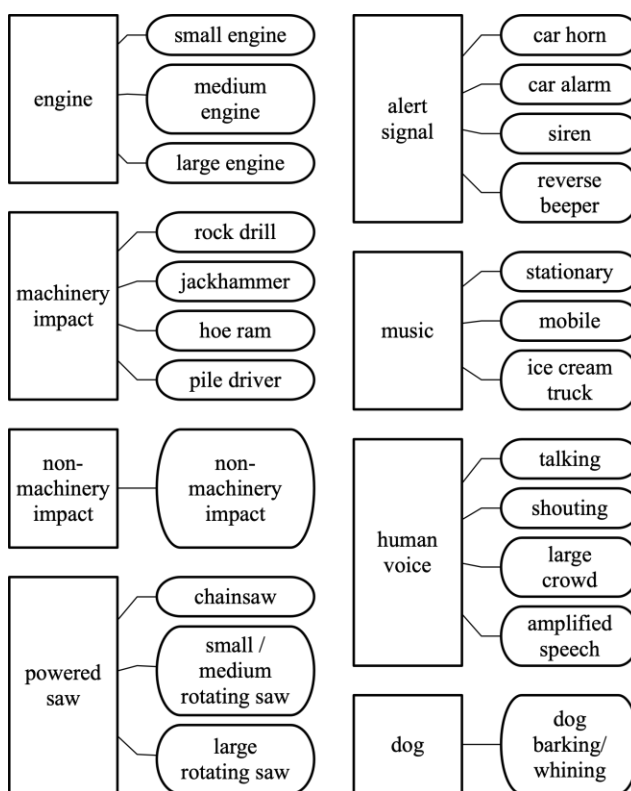 engine
small engine
medium
engine
large engine
machinery
impact
rock drill
jackhammer
hoe ram
pile driver
non-
machinery
impact
non-
machinery
impact
powered
saw
chainsaw
small /
medium
rotating saw
large
rotating saw
alert
signal
car horn
car alarm
siren
reverse
beeper
music
stationary
mobile
ice cream
truck
human
voice
talking
shouting
large
crowd
amplified
speech
dog
dog
barking/
whining